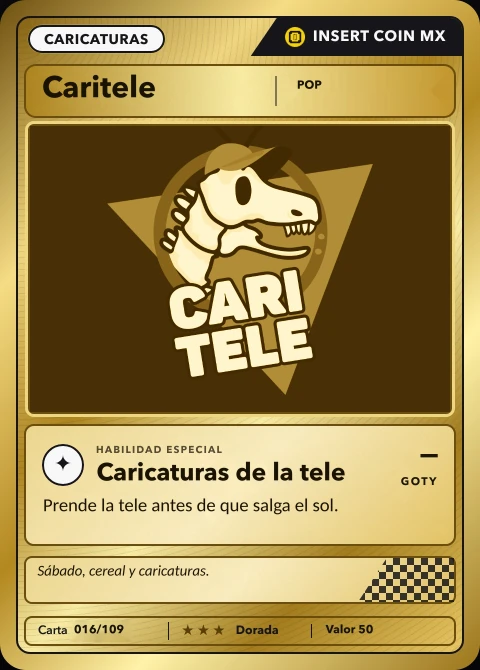 CARICATURAS
INSERT COIN MX
Caritele
POP
CARI
TELE
HABILIDAD ESPECIAL
Caricaturas de la tele
—
GOTY
Prende la tele antes de que salga el sol.
Sábado, cereal y caricaturas.
Carta 016/109
★★★ Dorada
Valor 50